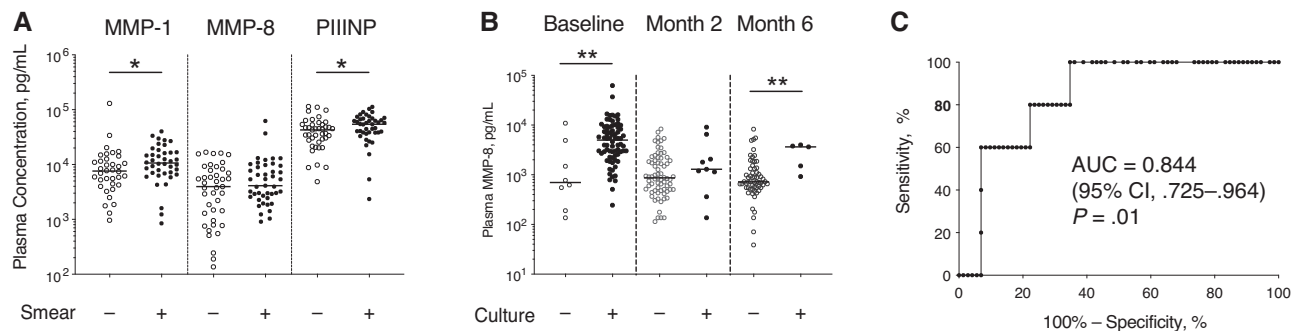 A
MMP-1 MMP-8 PIIINP
Plasma Concentration, pg/mL
10^6
10^5
10^4
10^3
10^2
* *
Smear – + – + – +
B
Baseline Month 2 Month 6
Plasma MMP-8, pg/mL
10^5
10^4
10^3
10^2
10^1
** **
Culture – + – + – +
C
Sensitivity, %
100
80
60
40
20
0
AUC = 0.844
(95% CI, .725–.964)
P = .01
0 20 40 60 80 100
100% – Specificity, %